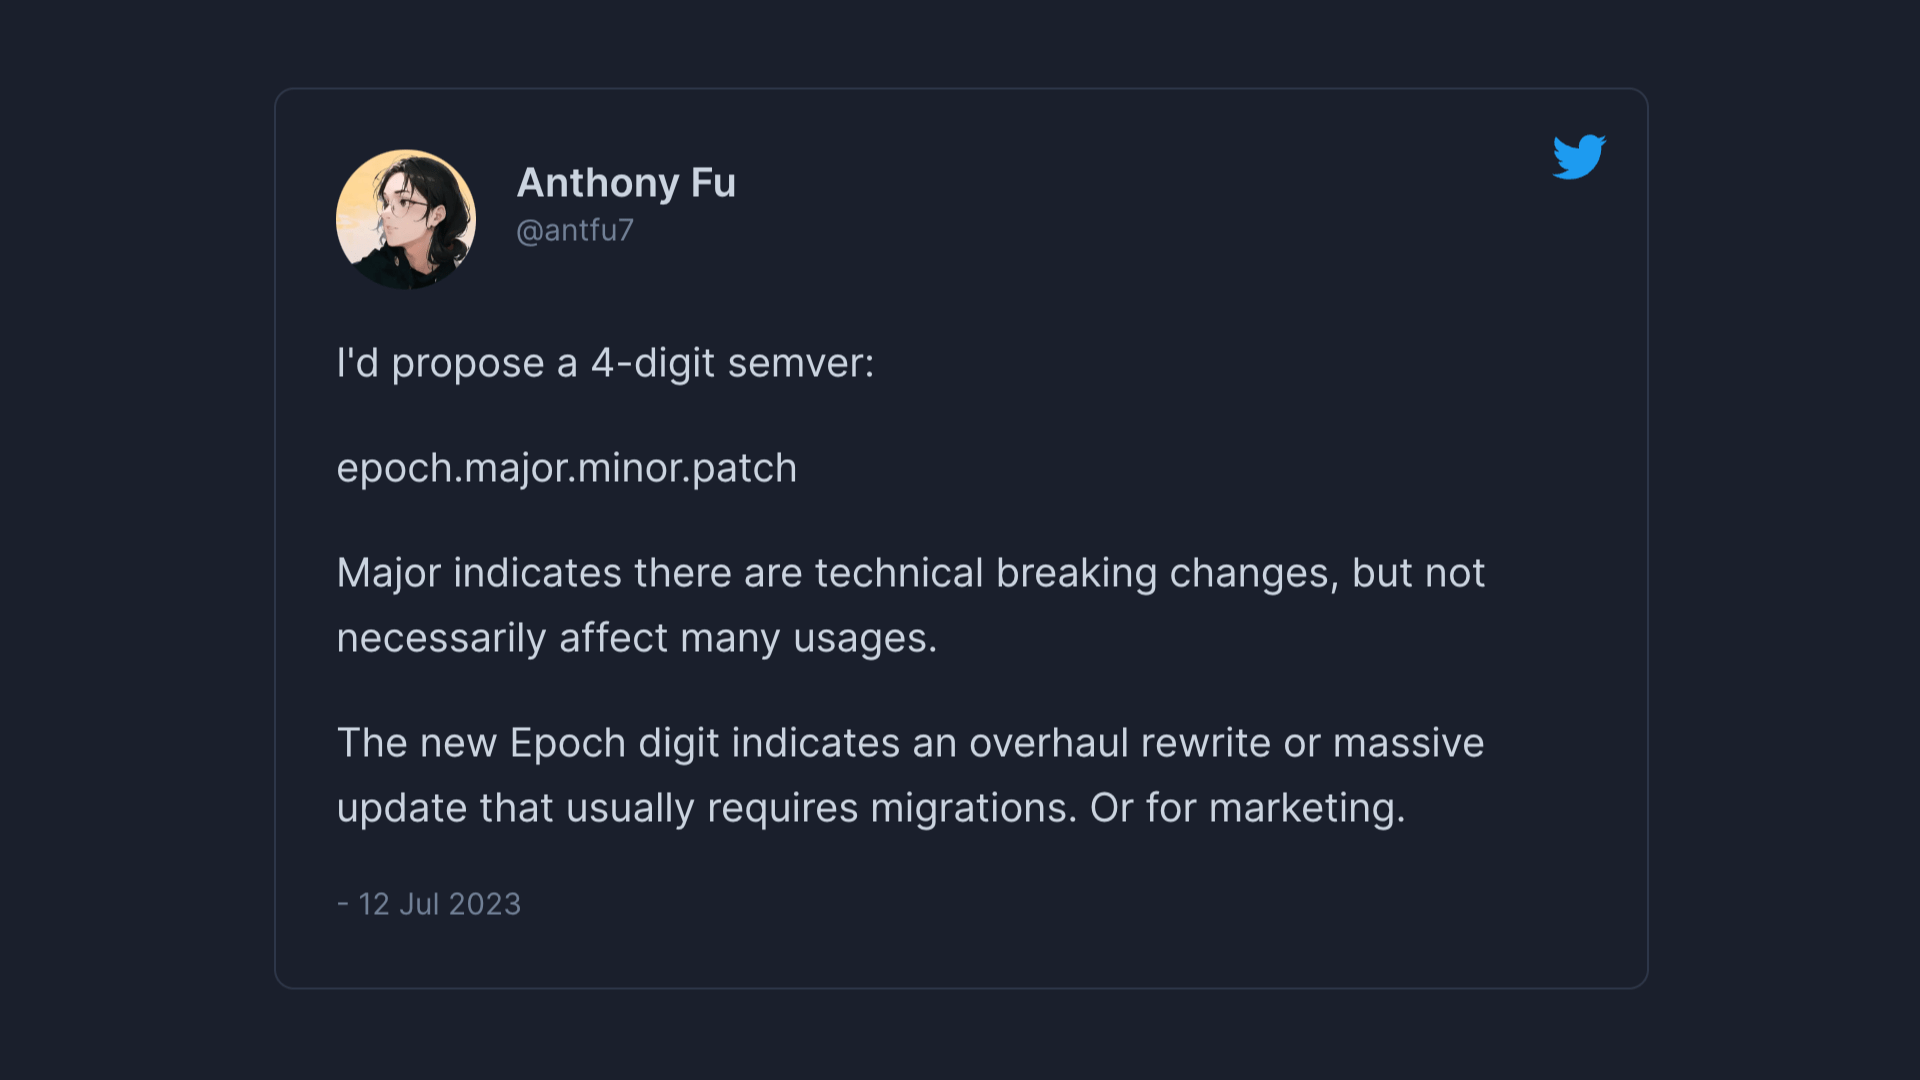 Anthony Fu
@antfu7
I'd propose a 4-digit semver:
epoch.major.minor.patch
Major indicates there are technical breaking changes, but not
necessarily affect many usages.
The new Epoch digit indicates an overhaul rewrite or massive
update that usually requires migrations. Or for marketing.
- 12 Jul 2023